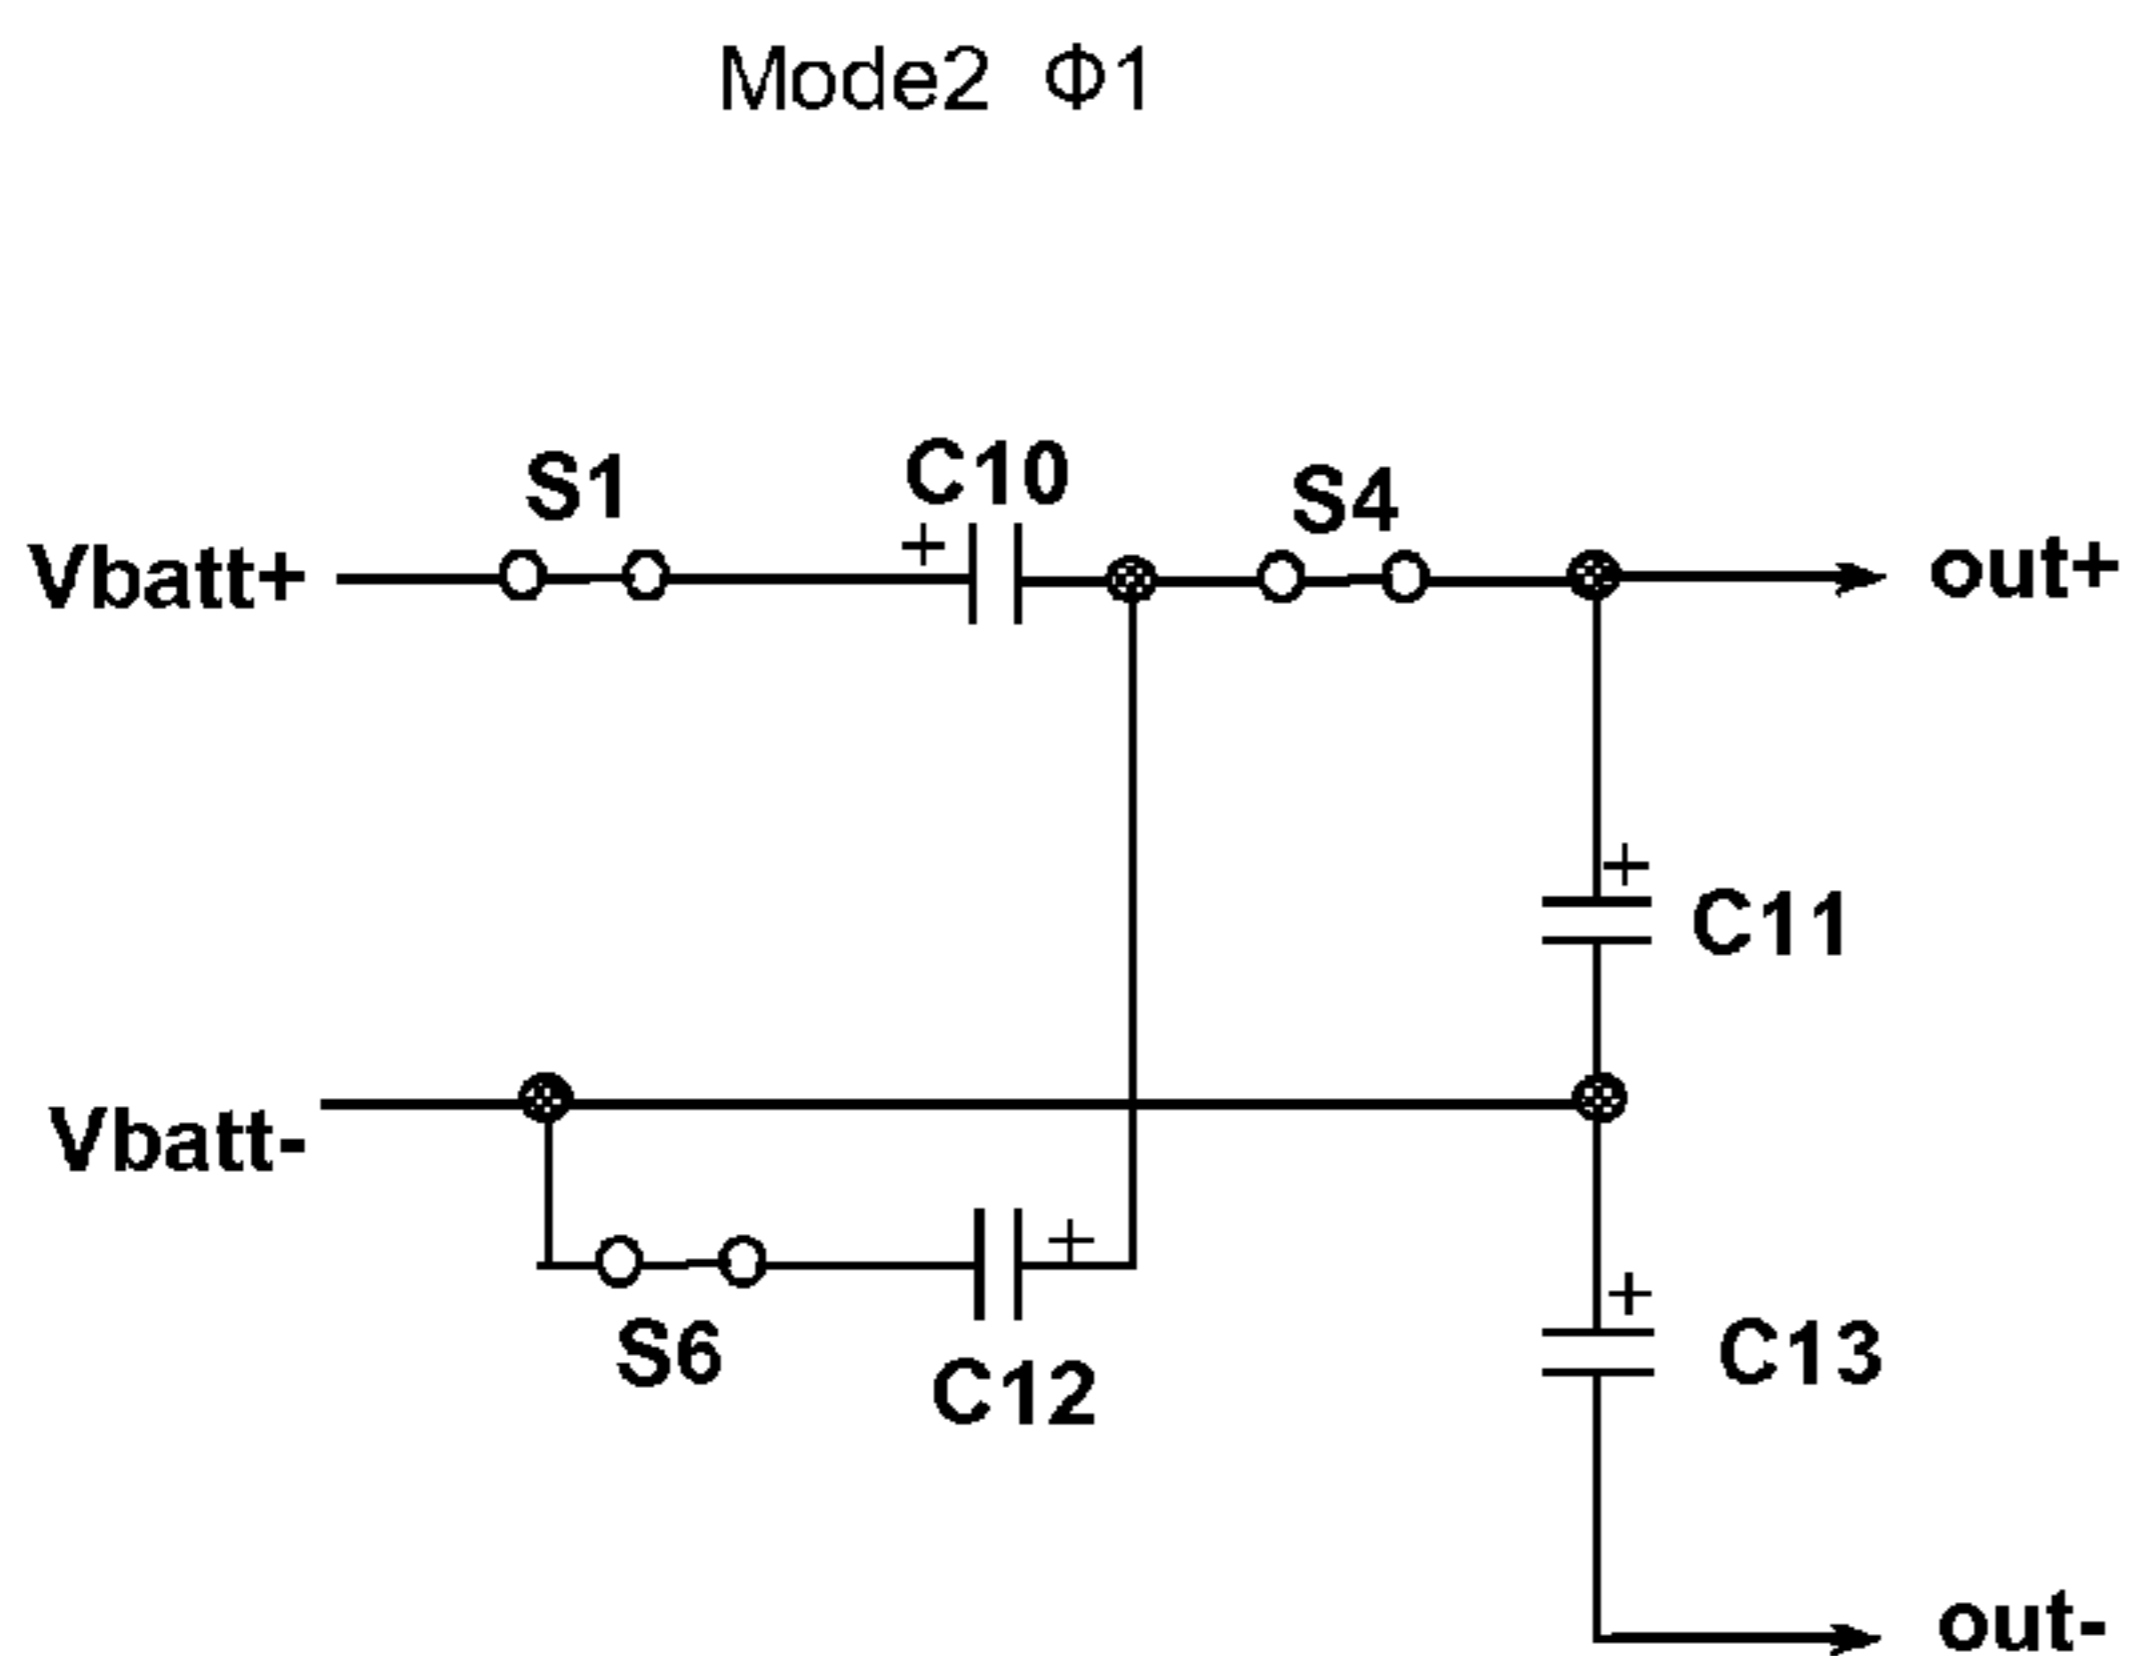 Mode2 Φ1
S1
C10
S4
Vbatt+
+
out+
+
C11
Vbatt-
+
S6
C12
+
C13
out-